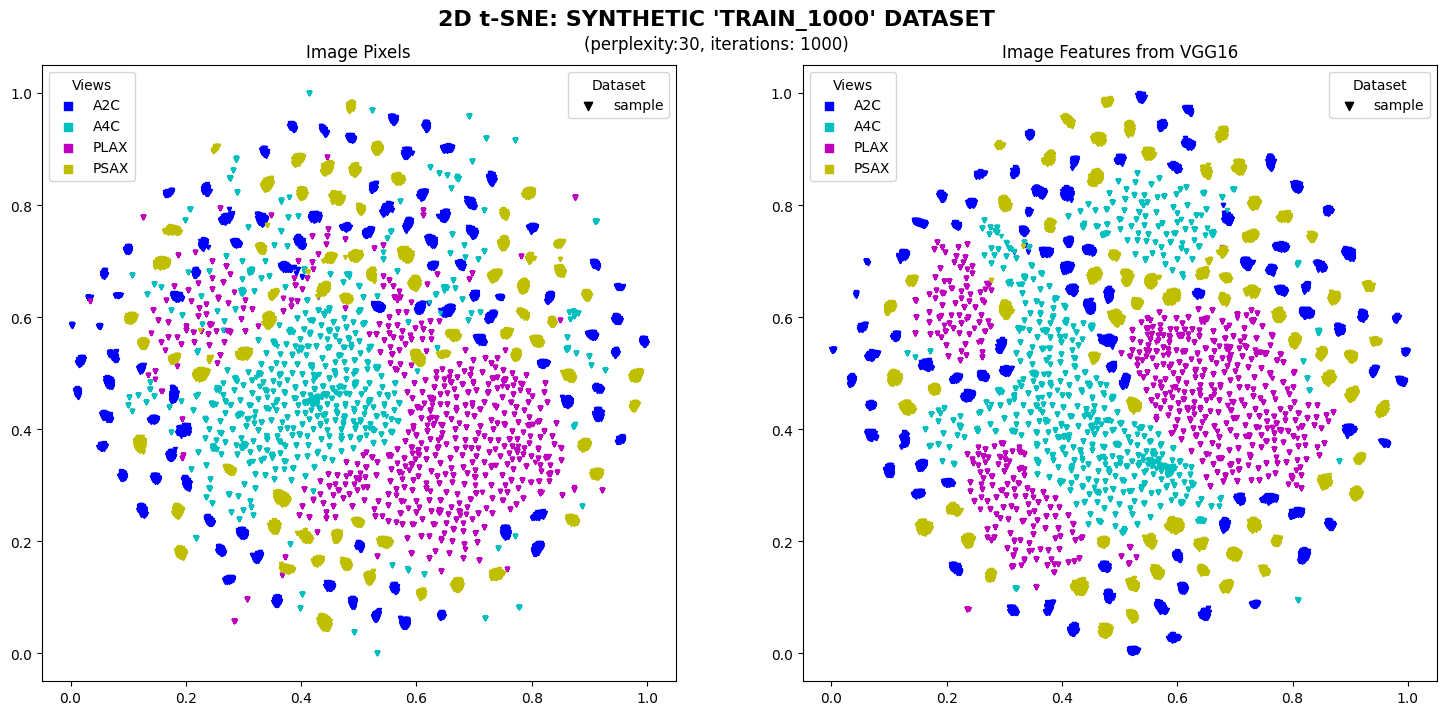 2D t-SNE: SYNTHETIC 'TRAIN_1000' DATASET
(perplexity:30, iterations: 1000)
Image Pixels
Views
A2C
A4C
PLAX
PSAX
Dataset
sample
1.0
0.8
0.6
0.4
0.2
0.0
0.0 0.2 0.4 0.6 0.8 1.0
Image Features from VGG16
Views
A2C
A4C
PLAX
PSAX
Dataset
sample
1.0
0.8
0.6
0.4
0.2
0.0
0.0 0.2 0.4 0.6 0.8 1.0